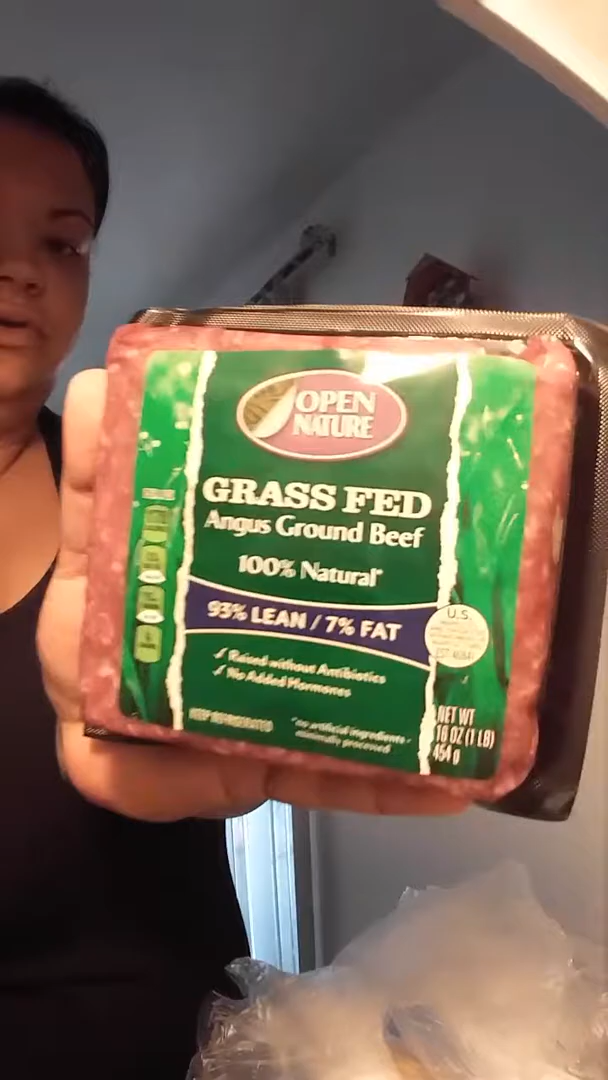 OPEN
NATURE
GRASS FED
Angus Ground Beef
100% Natural*
93% LEAN / 7% FAT
U.S.
✓ Raised without Antibiotics
✓ No Added Hormones
KEEP REFRIGERATED
*no artificial ingredients -
minimally processed
NET WT
16 OZ (1 LB)
454 g